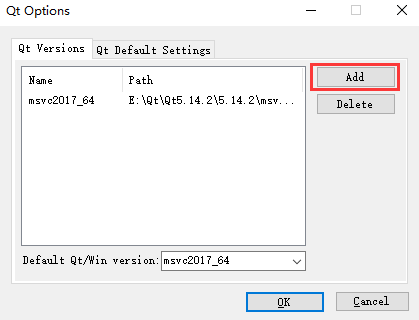 Qt Options
Qt Versions Qt Default Settings
Name Path
msvc2017_64 E:\Qt\Qt5.14.2\5.14.2\msv...
Add
Delete
Default Qt/Win version: msvc2017_64
OK Cancel